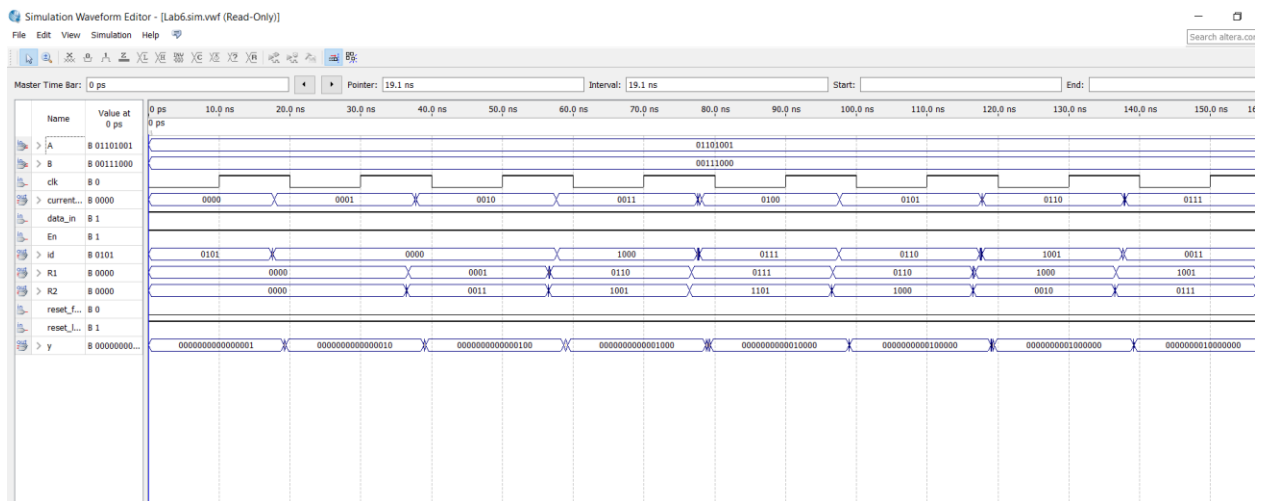 Simulation Waveform Editor - [Lab6.sim.vwf (Read-Only)]
File Edit View Simulation Help
Search altera.com
Master Time Bar: 0 ps Pointer: 19.1 ns Interval: 19.1 ns Start: End:
Name Value at 0 ps 0 ps 10.0 ns 20.0 ns 30.0 ns 40.0 ns 50.0 ns 60.0 ns 70.0 ns 80.0 ns 90.0 ns 100.0 ns 110.0 ns 120.0 ns 130.0 ns 140.0 ns 150.0 ns 16
0 ps
A B 01101001 01101001
B B 00111000 00111000
clk B 0
current... B 0000 0000 0001 0010 0011 0100 0101 0110 0111
data_in B 1
En B 1
id B 0101 0101 0000 1000 0111 0110 1001 0011
R1 B 0000 0000 0001 0110 0111 0110 1000 1001
R2 B 0000 0000 0011 1001 1101 1000 0010 0111
reset_f... B 0
reset_l... B 1
y B 00000000... 0000000000000001 0000000000000010 0000000000000100 0000000000001000 0000000000010000 0000000000100000 0000000001000000 0000000010000000